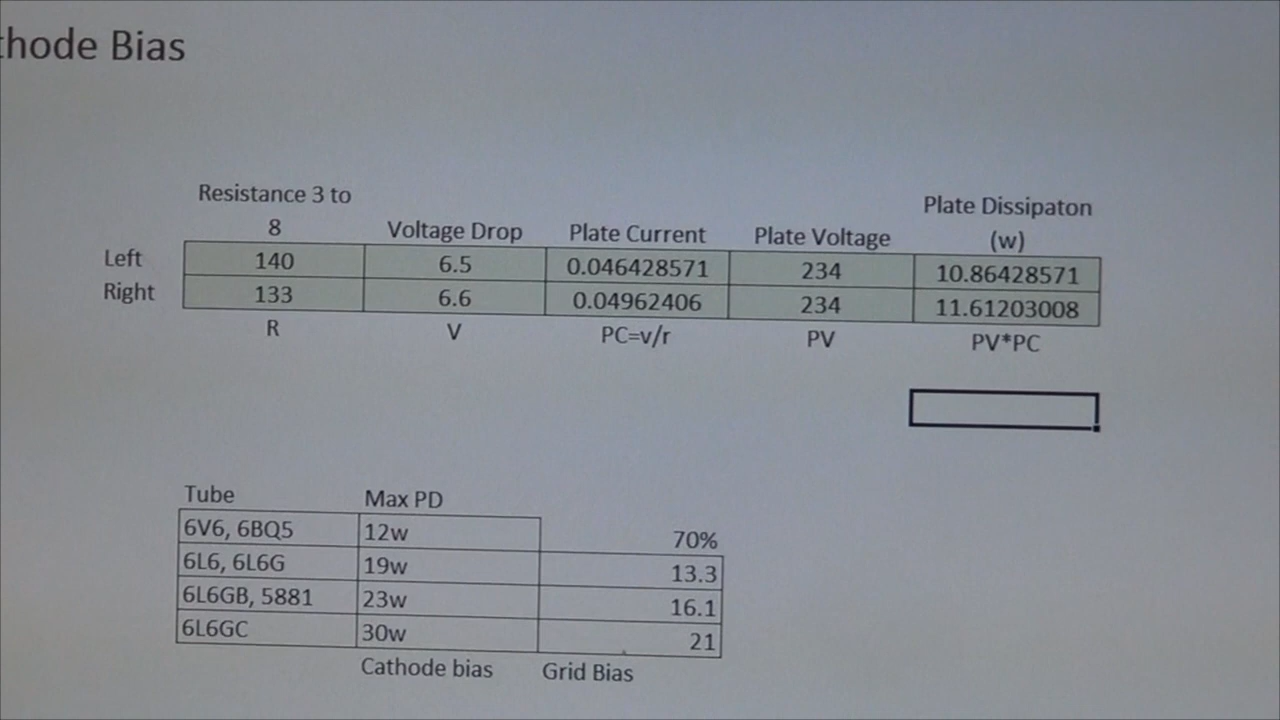 thode Bias
Resistance 3 to
8 Voltage Drop Plate Current Plate Voltage Plate Dissipaton
(w)
Left 140 6.5 0.046428571 234 10.86428571
Right 133 6.6 0.04962406 234 11.61203008
R V PC=v/r PV PV*PC
Tube Max PD
6V6, 6BQ5 12w 70%
6L6, 6L6G 19w 13.3
6L6GB, 5881 23w 16.1
6L6GC 30w 21
Cathode bias Grid Bias